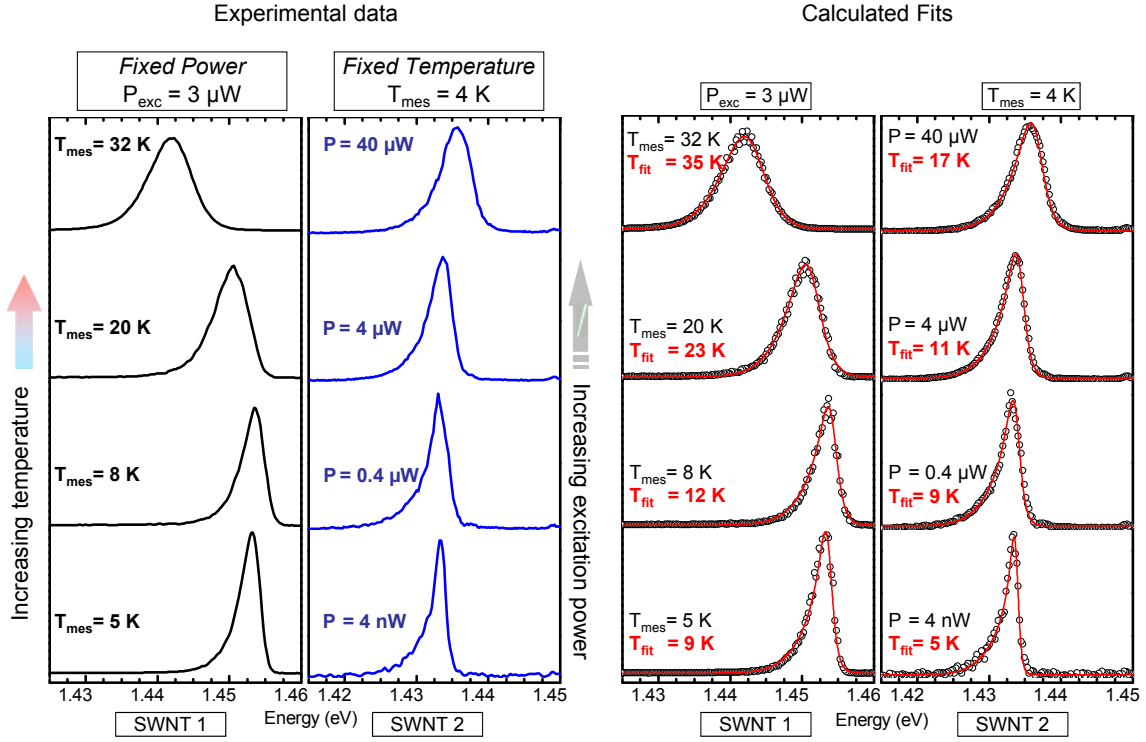 Experimental data
Calculated Fits
Fixed Power
P_exc = 3 µW
Fixed Temperature
T_mes = 4 K
P_exc = 3 µW
T_mes = 4 K
T_mes= 32 K
P = 40 µW
T_mes= 32 K
T_fit = 35 K
P = 40 µW
T_fit= 17 K
T_mes= 20 K
P = 4 µW
T_mes= 20 K
T_fit = 23 K
P = 4 µW
T_fit= 11 K
T_mes= 8 K
P = 0.4 µW
T_mes= 8 K
T_fit = 12 K
P = 0.4 µW
T_fit= 9 K
T_mes= 5 K
P = 4 nW
T_mes= 5 K
T_fit = 9 K
P = 4 nW
T_fit= 5 K
Increasing temperature
Increasing excitation power
1.43 1.44 1.45 1.46
1.42 1.43 1.44 1.45
1.43 1.44 1.45 1.46
1.42 1.43 1.44 1.45
SWNT 1
Energy (eV)
SWNT 2
SWNT 1
Energy (eV)
SWNT 2